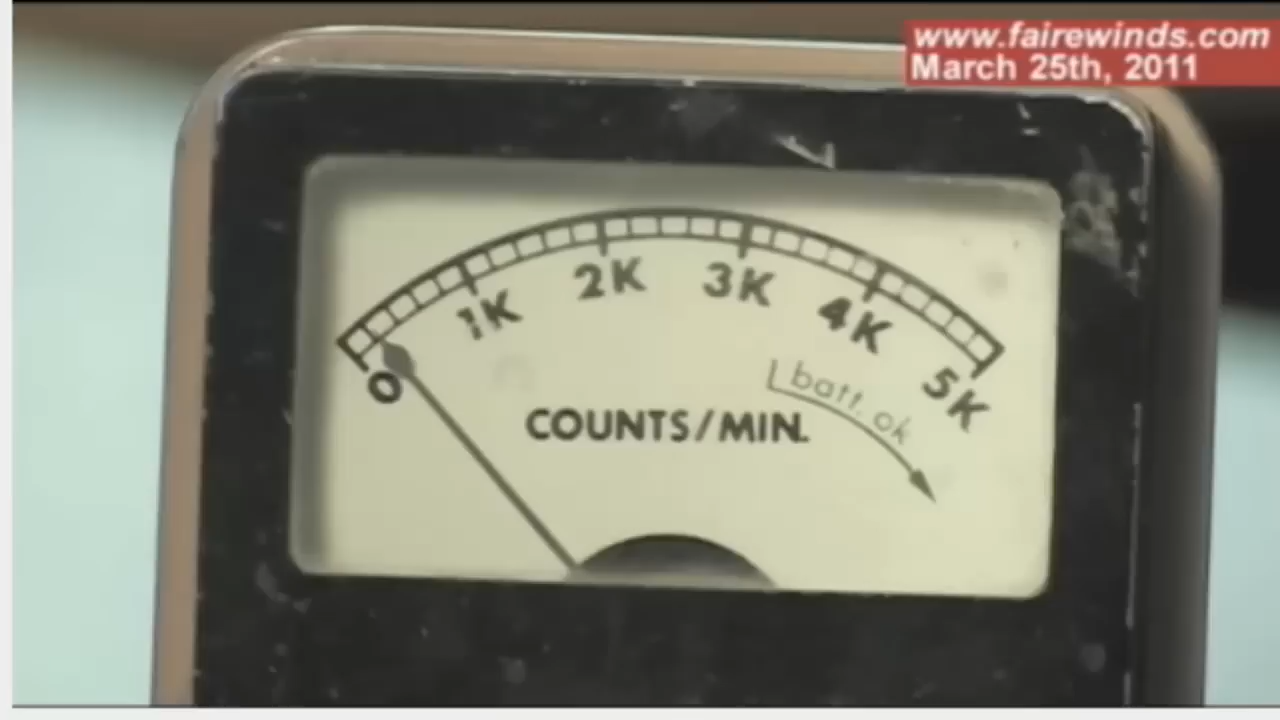 www.fairewinds.com
March 25th, 2011
0 1K 2K 3K 4K 5K
batt. ok
COUNTS/MIN.